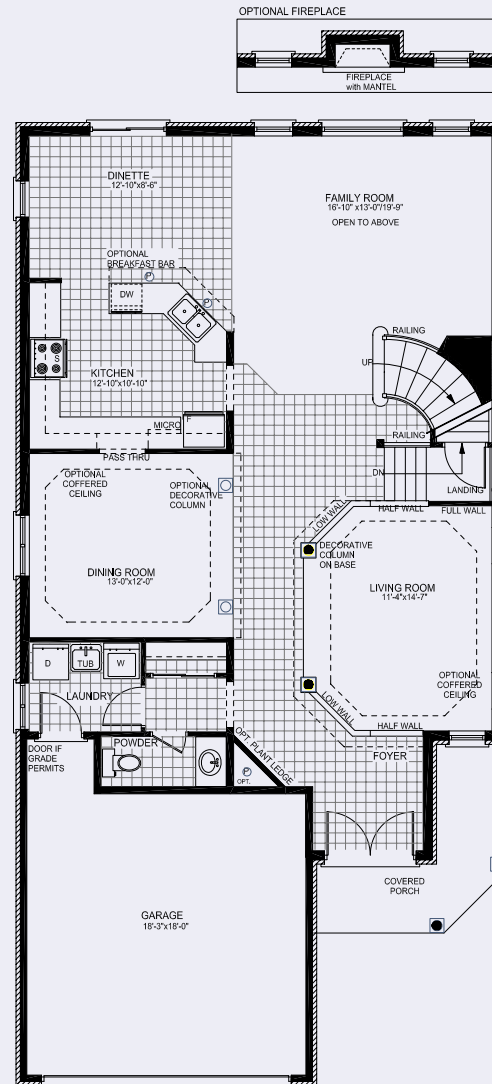 OPTIONAL FIREPLACE
FIREPLACE
with MANTEL
DINETTE
12'-10"x8'-6"
FAMILY ROOM
16'-10" x13'-0"/19'-9"
OPEN TO ABOVE
OPTIONAL
BREAKFAST BAR
P
DW
P
S
KITCHEN
12'-10"x10'-10"
MICRO
F
RAILING
UP
RAILING
PASS THRU
DN
LANDING
OPTIONAL
COFFERED
CEILING
OPTIONAL
DECORATIVE
COLUMN
LOW WALL
HALF WALL
FULL WALL
DECORATIVE
COLUMN
ON BASE
DINING ROOM
13'-0"x12'-0"
LIVING ROOM
11'-4"x14'-7"
OPTIONAL
COFFERED
CEILING
D
TUB
W
LAUNDRY
LOW WALL
HALF WALL
DOOR IF
GRADE
PERMITS
POWDER
OPT. PLANT LEDGE
P
OPT.
FOYER
COVERED
PORCH
GARAGE
18'-3"x18'-0"